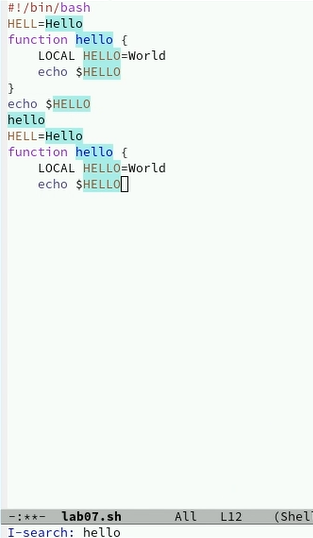 #!/bin/bash
HELL=Hello
function hello {
    LOCAL HELLO=World
    echo $HELLO
}
echo $HELLO
hello
HELL=Hello
function hello {
    LOCAL HELLO=World
    echo $HELLO
-:**-  lab07.sh       All   L12    (Shel
I-search: hello